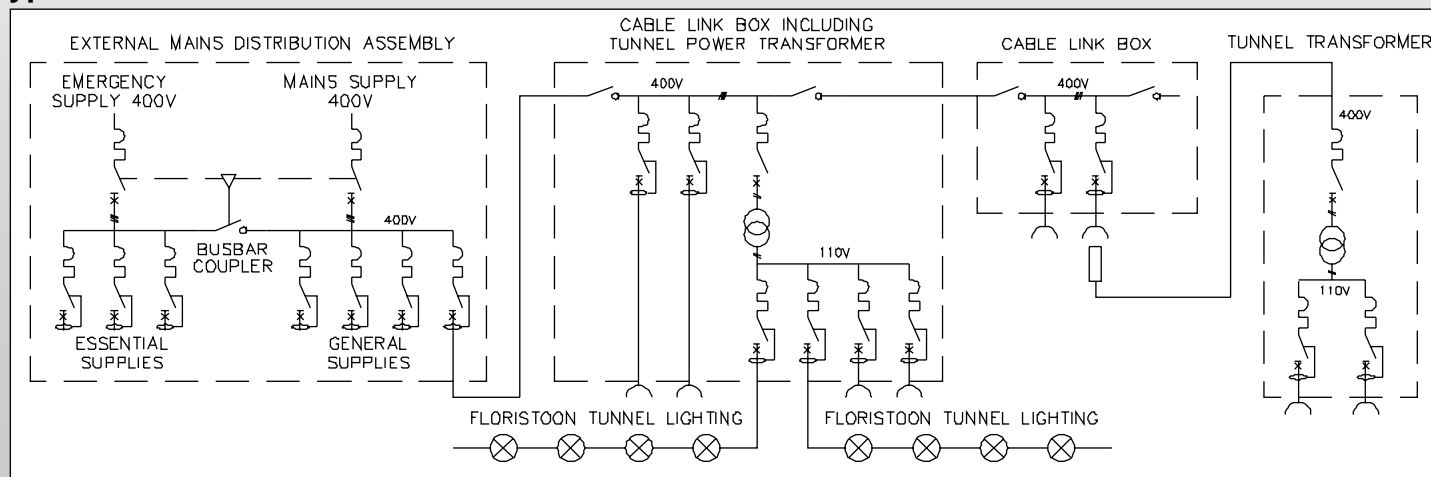 EXTERNAL MAINS DISTRIBUTION ASSEMBLY
EMERGENCY
SUPPLY 400V
MAINS SUPPLY
400V
400V
BUSBAR
COUPLER
ESSENTIAL
SUPPLIES
GENERAL
SUPPLIES
CABLE LINK BOX INCLUDING
TUNNEL POWER TRANSFORMER
400V
110V
FLORISTOON TUNNEL LIGHTING
FLORISTOON TUNNEL LIGHTING
CABLE LINK BOX
400V
TUNNEL TRANSFORMER
400V
110V